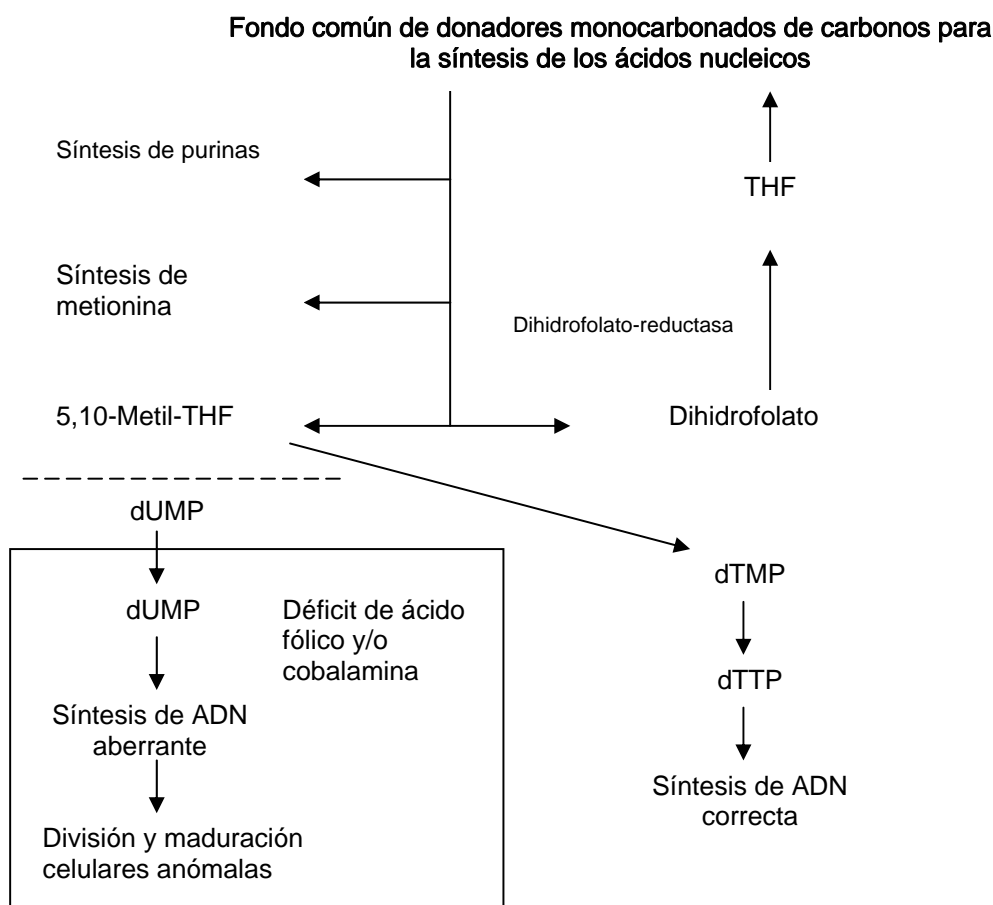 Fondo común de donadores monocarbonados de carbonos para
la síntesis de los ácidos nucleicos
Síntesis de purinas
THF
Síntesis de
metionina
Dihidrofolato-reductasa
5,10-Metil-THF
Dihidrofolato
dUMP
dUMP
Déficit de ácido
fólico y/o
cobalamina
Síntesis de ADN
aberrante
División y maduración
celulares anómalas
dTMP
dTTP
Síntesis de ADN
correcta